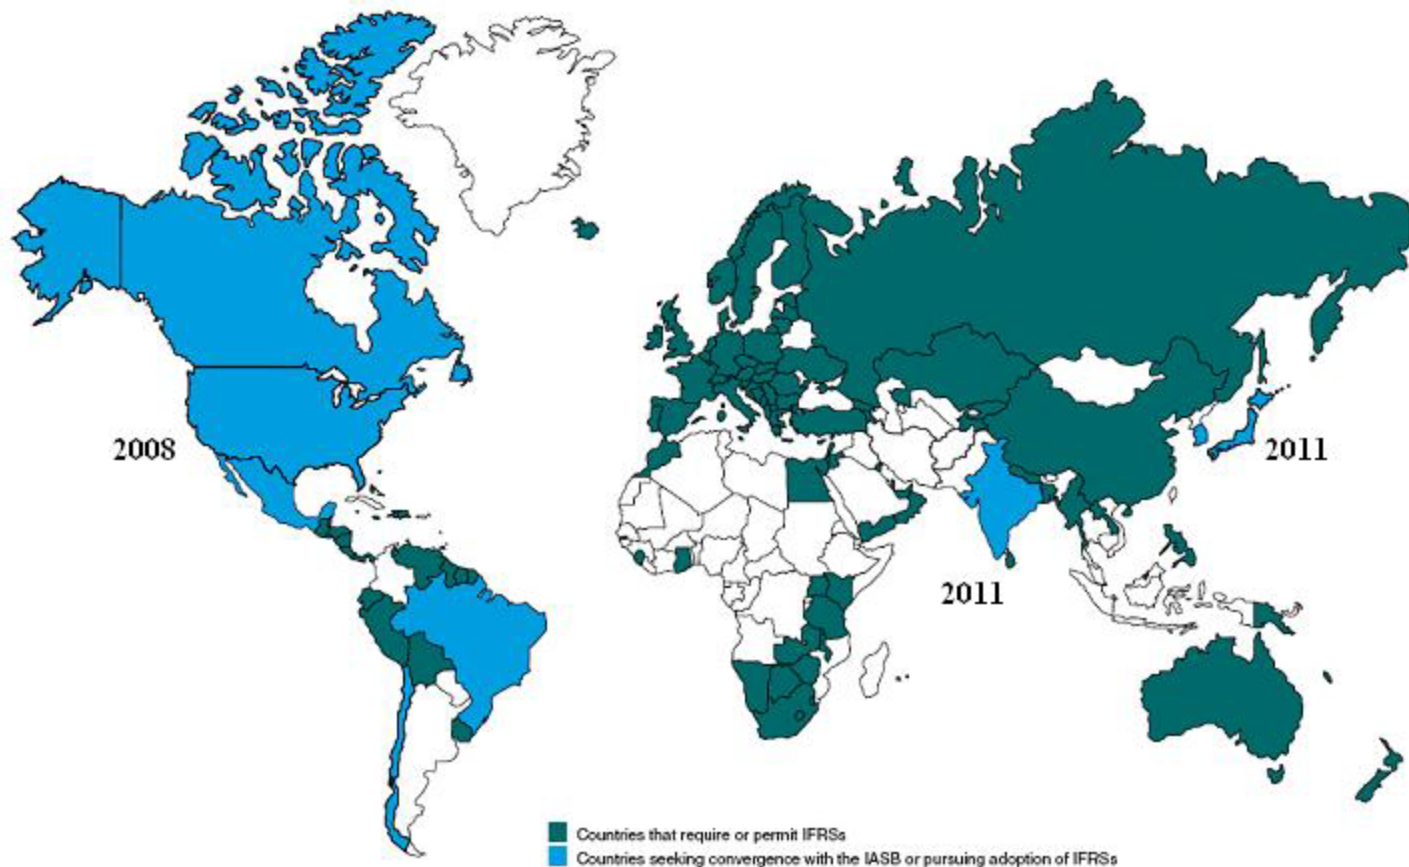 2008
2011
2011
Countries that require or permit IFRSs
Countries seeking convergence with the IASB or pursuing adoption of IFRSs